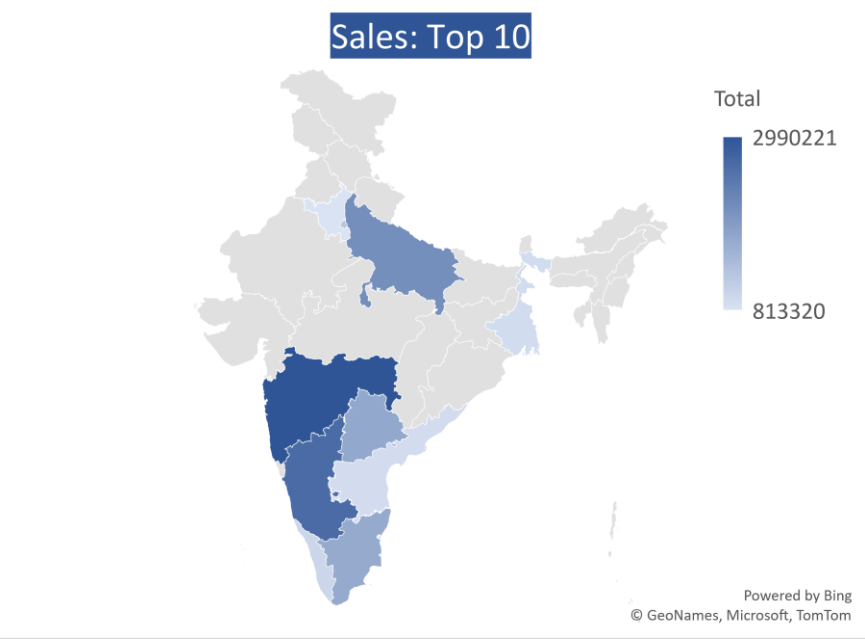 Sales: Top 10
Total
2990221
813320
Powered by Bing
© GeoNames, Microsoft, TomTom